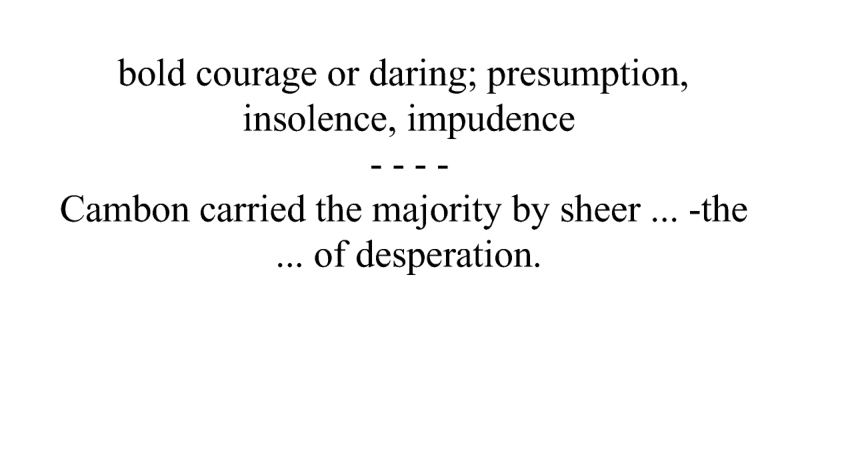 bold courage or daring; presumption,
insolence, impudence
- - - -
Cambon carried the majority by sheer ... -the
... of desperation.